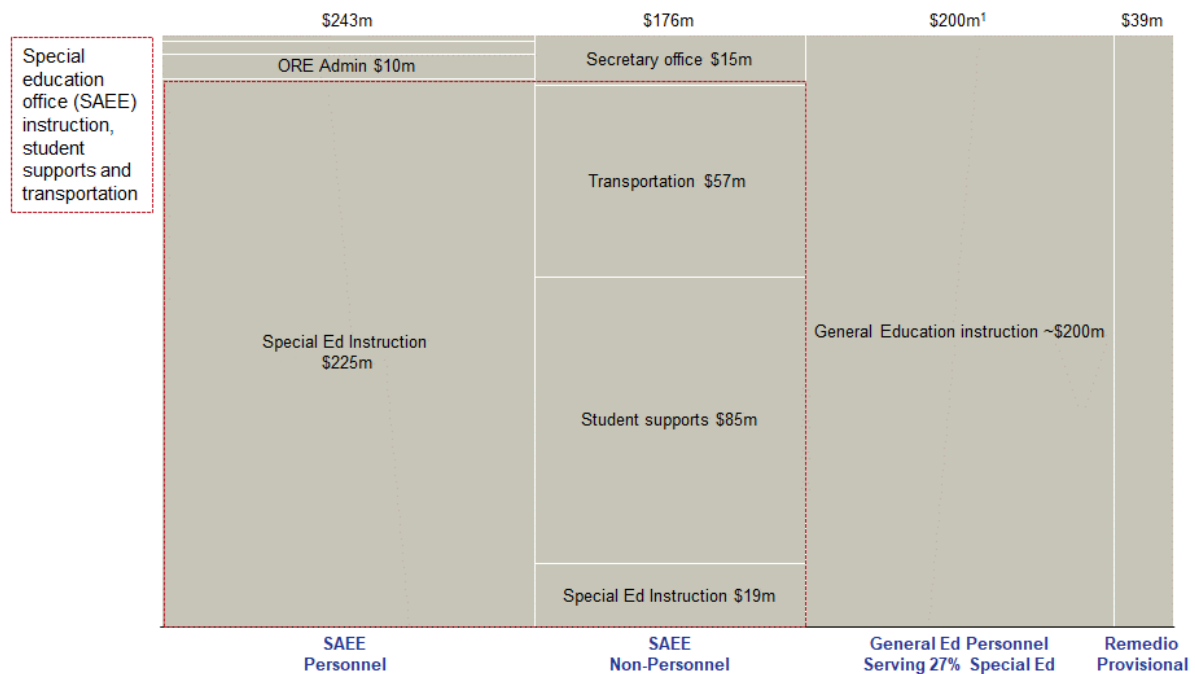 $243m
$176m
$200m¹
$39m
Special
education
office (SAEE)
instruction,
student
supports and
transportation
ORE Admin $10m
Special Ed Instruction
$225m
Secretary office $15m
Transportation $57m
Student supports $85m
Special Ed Instruction $19m
General Education instruction ~$200m
SAEE
Personnel
SAEE
Non-Personnel
General Ed Personnel
Serving 27% Special Ed
Remedio
Provisional